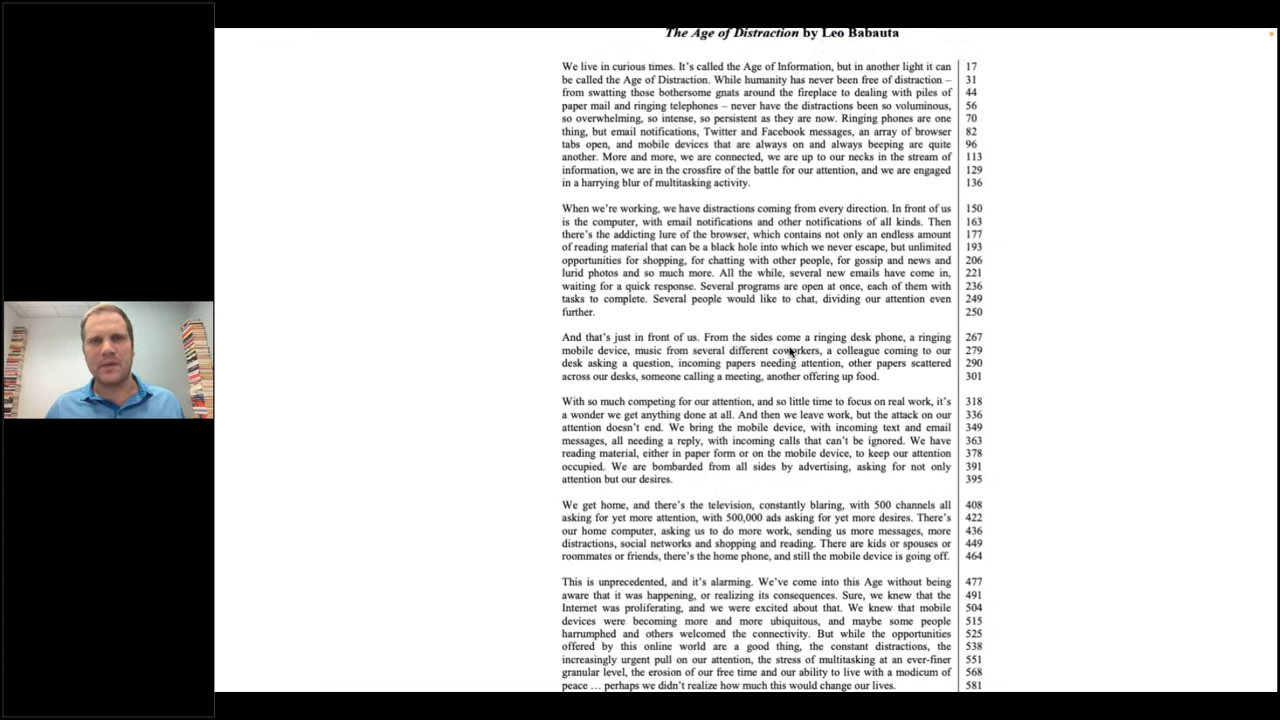 The Age of Distraction by Leo Babauta
We live in curious times. It's called the Age of Information, but in another light it can 17
be called the Age of Distraction. While humanity has never been free of distraction – 31
from swatting those bothersome gnats around the fireplace to dealing with piles of 44
paper mail and ringing telephones – never have the distractions been so voluminous, 56
so overwhelming, so intense, so persistent as they are now. Ringing phones are one 70
thing, but email notifications, Twitter and Facebook messages, an array of browser 82
tabs open, and mobile devices that are always on and always beeping are quite 96
another. More and more, we are connected, we are up to our necks in the stream of 113
information, we are in the crossfire of the battle for our attention, and we are engaged 129
in a harrying blur of multitasking activity. 136
When we're working, we have distractions coming from every direction. In front of us 150
is the computer, with email notifications and other notifications of all kinds. Then 163
there's the addicting lure of the browser, which contains not only an endless amount 177
of reading material that can be a black hole into which we never escape, but unlimited 193
opportunities for shopping, for chatting with other people, for gossip and news and 206
lurid photos and so much more. All the while, several new emails have come in, 221
waiting for a quick response. Several programs are open at once, each of them with 236
tasks to complete. Several people would like to chat, dividing our attention even 249
further. 250
And that's just in front of us. From the sides come a ringing desk phone, a ringing 267
mobile device, music from several different coworkers, a colleague coming to our 279
desk asking a question, incoming papers needing attention, other papers scattered 290
across our desks, someone calling a meeting, another offering up food. 301
With so much competing for our attention, and so little time to focus on real work, it's 318
a wonder we get anything done at all. And then we leave work, but the attack on our 336
attention doesn't end. We bring the mobile device, with incoming text and email 349
messages, all needing a reply, with incoming calls that can't be ignored. We have 363
reading material, either in paper form or on the mobile device, to keep our attention 378
occupied. We are bombarded from all sides by advertising, asking for not only 391
attention but our desires. 395
We get home, and there's the television, constantly blaring, with 500 channels all 408
asking for yet more attention, with 500,000 ads asking for yet more desires. There's 422
our home computer, asking us to do more work, sending us more messages, more 436
distractions, social networks and shopping and reading. There are kids or spouses or 449
roommates or friends, there's the home phone, and still the mobile device is going off. 464
This is unprecedented, and it's alarming. We've come into this Age without being 477
aware that it was happening, or realizing its consequences. Sure, we knew that the 491
Internet was proliferating, and we were excited about that. We knew that mobile 504
devices were becoming more and more ubiquitous, and maybe some people 515
harrumphed and others welcomed the connectivity. But while the opportunities 525
offered by this online world are a good thing, the constant distractions, the 538
increasingly urgent pull on our attention, the stress of multitasking at an ever-finer 551
granular level, the erosion of our free time and our ability to live with a modicum of 568
peace … perhaps we didn't realize how much this would change our lives. 581